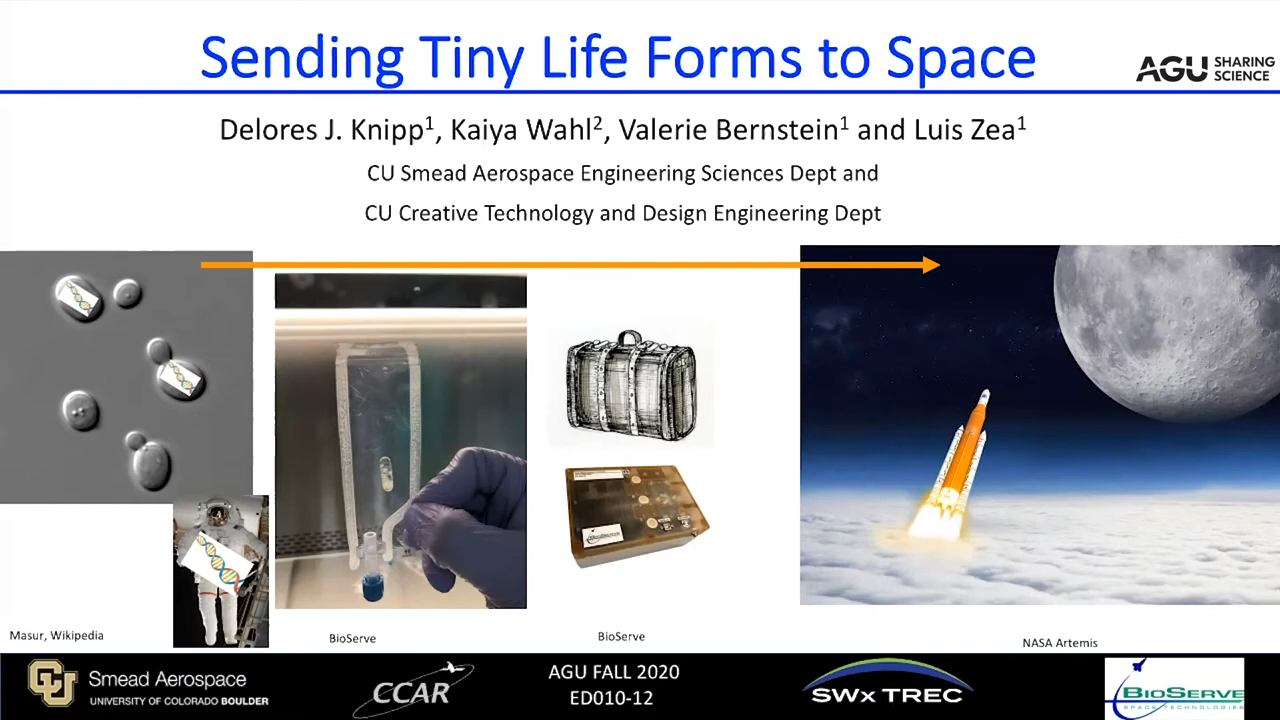 Sending Tiny Life Forms to Space
AGU SHARING SCIENCE
Delores J. Knipp1, Kaiya Wahl2, Valerie Bernstein1 and Luis Zea1
CU Smead Aerospace Engineering Sciences Dept and
CU Creative Technology and Design Engineering Dept
BIOSERVE
Masur, Wikipedia
BioServe
BioServe
NASA Artemis
CU
Smead Aerospace
UNIVERSITY OF COLORADO BOULDER
CCAR
AGU FALL 2020
ED010-12
SWx TREC
BIOSERVE
SPACE TECHNOLOGIES